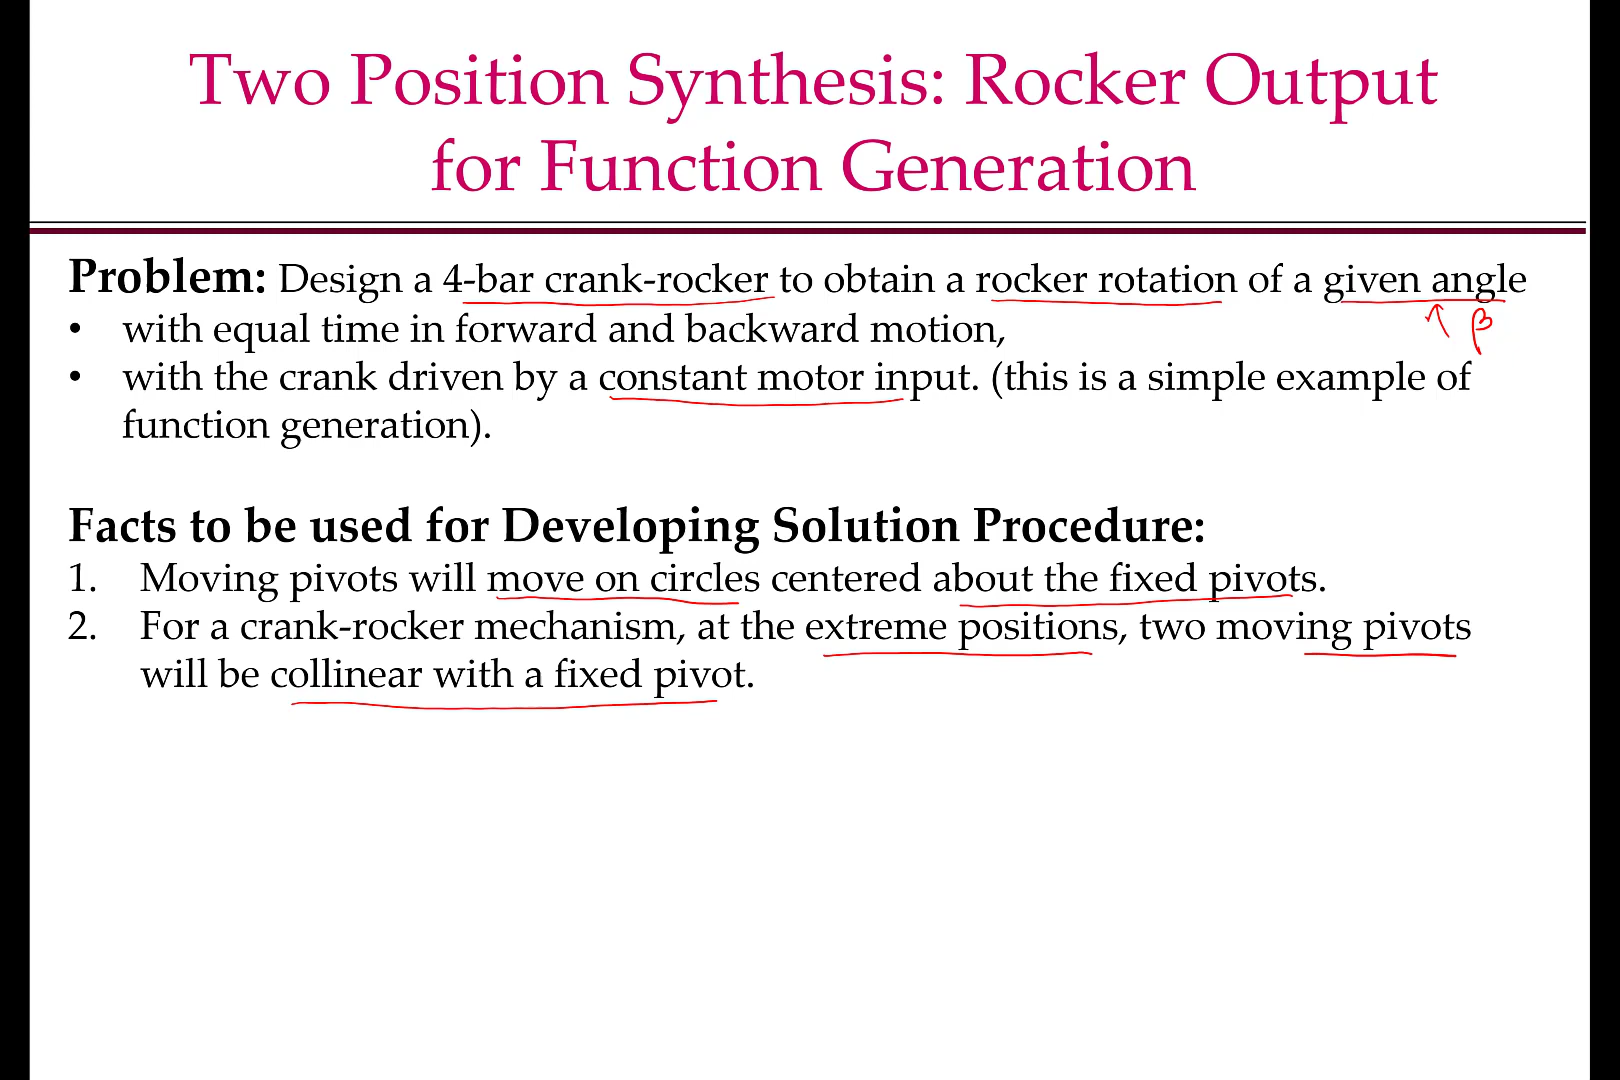 Two Position Synthesis: Rocker Output
for Function Generation
Problem: Design a 4-bar crank-rocker to obtain a rocker rotation of a given angle
β
• with equal time in forward and backward motion,
• with the crank driven by a constant motor input. (this is a simple example of
function generation).
Facts to be used for Developing Solution Procedure:
1. Moving pivots will move on circles centered about the fixed pivots.
2. For a crank-rocker mechanism, at the extreme positions, two moving pivots
will be collinear with a fixed pivot.